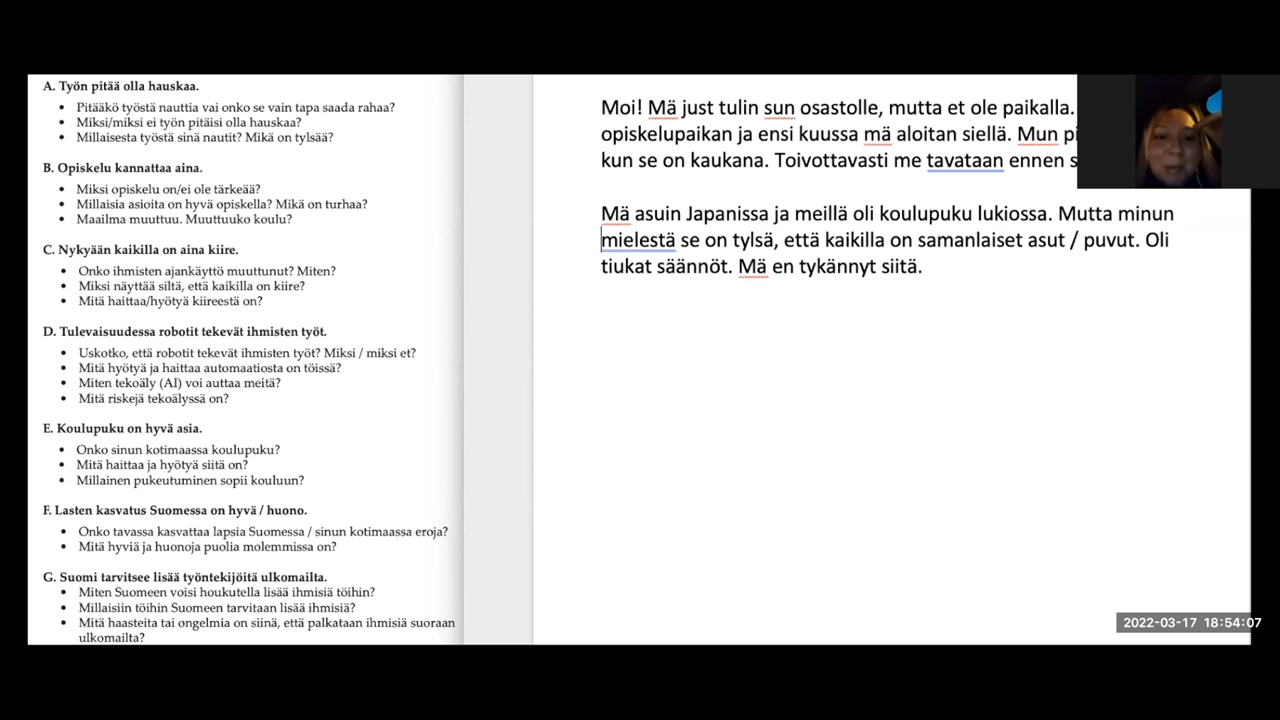 A. Työn pitää olla hauskaa.
• Pitääkö työstä nauttia vai onko se vain tapa saada rahaa?
• Miksi/miksi ei työn pitäisi olla hauskaa?
• Millaisesta työstä sinä nautit? Mikä on tylsää?
B. Opiskelu kannattaa aina.
• Miksi opiskelu on/ei ole tärkeää?
• Millaisia asioita on hyvä opiskella? Mikä on turhaa?
• Maailma muuttuu. Muuttuuko koulu?
C. Nykyään kaikilla on aina kiire.
• Onko ihmisten ajankäyttö muuttunut? Miten?
• Miksi näyttää siltä, että kaikilla on kiire?
• Mitä haittaa/hyötyä kiireestä on?
D. Tulevaisuudessa robotit tekevät ihmisten työt.
• Uskotko, että robotit tekevät ihmisten työt? Miksi / miksi et?
• Mitä hyötyä ja haittaa automaatiosta on töissä?
• Miten tekoäly (AI) voi auttaa meitä?
• Mitä riskejä tekoälyssä on?
E. Koulupuku on hyvä asia.
• Onko sinun kotimaassa koulupuku?
• Mitä haittaa ja hyötyä siitä on?
• Millainen pukeutuminen sopii kouluun?
F. Lasten kasvatus Suomessa on hyvä / huono.
• Onko tavassa kasvattaa lapsia Suomessa / sinun kotimaassa eroja?
• Mitä hyviä ja huonoja puolia molemmissa on?
G. Suomi tarvitsee lisää työntekijöitä ulkomailta.
• Miten Suomeen voisi houkutella lisää ihmisiä töihin?
• Millaisiin töihin Suomeen tarvitaan lisää ihmisiä?
• Mitä haasteita tai ongelmia on siinä, että palkataan ihmisiä suoraan
ulkomailta?
Moi! Mä just tulin sun osastolle, mutta et ole paikalla.
opiskelupaikan ja ensi kuussa mä aloitan siellä. Mun
kun se on kaukana. Toivottavasti me tavataan ennen
Mä asuin Japanissa ja meillä oli koulupuku lukiossa. Mutta minun
mielestä se on tylsä, että kaikilla on samanlaiset asut / puvut. Oli
tiukat säännöt. Mä en tykännyt siitä.
2022-03-17 18:54:07